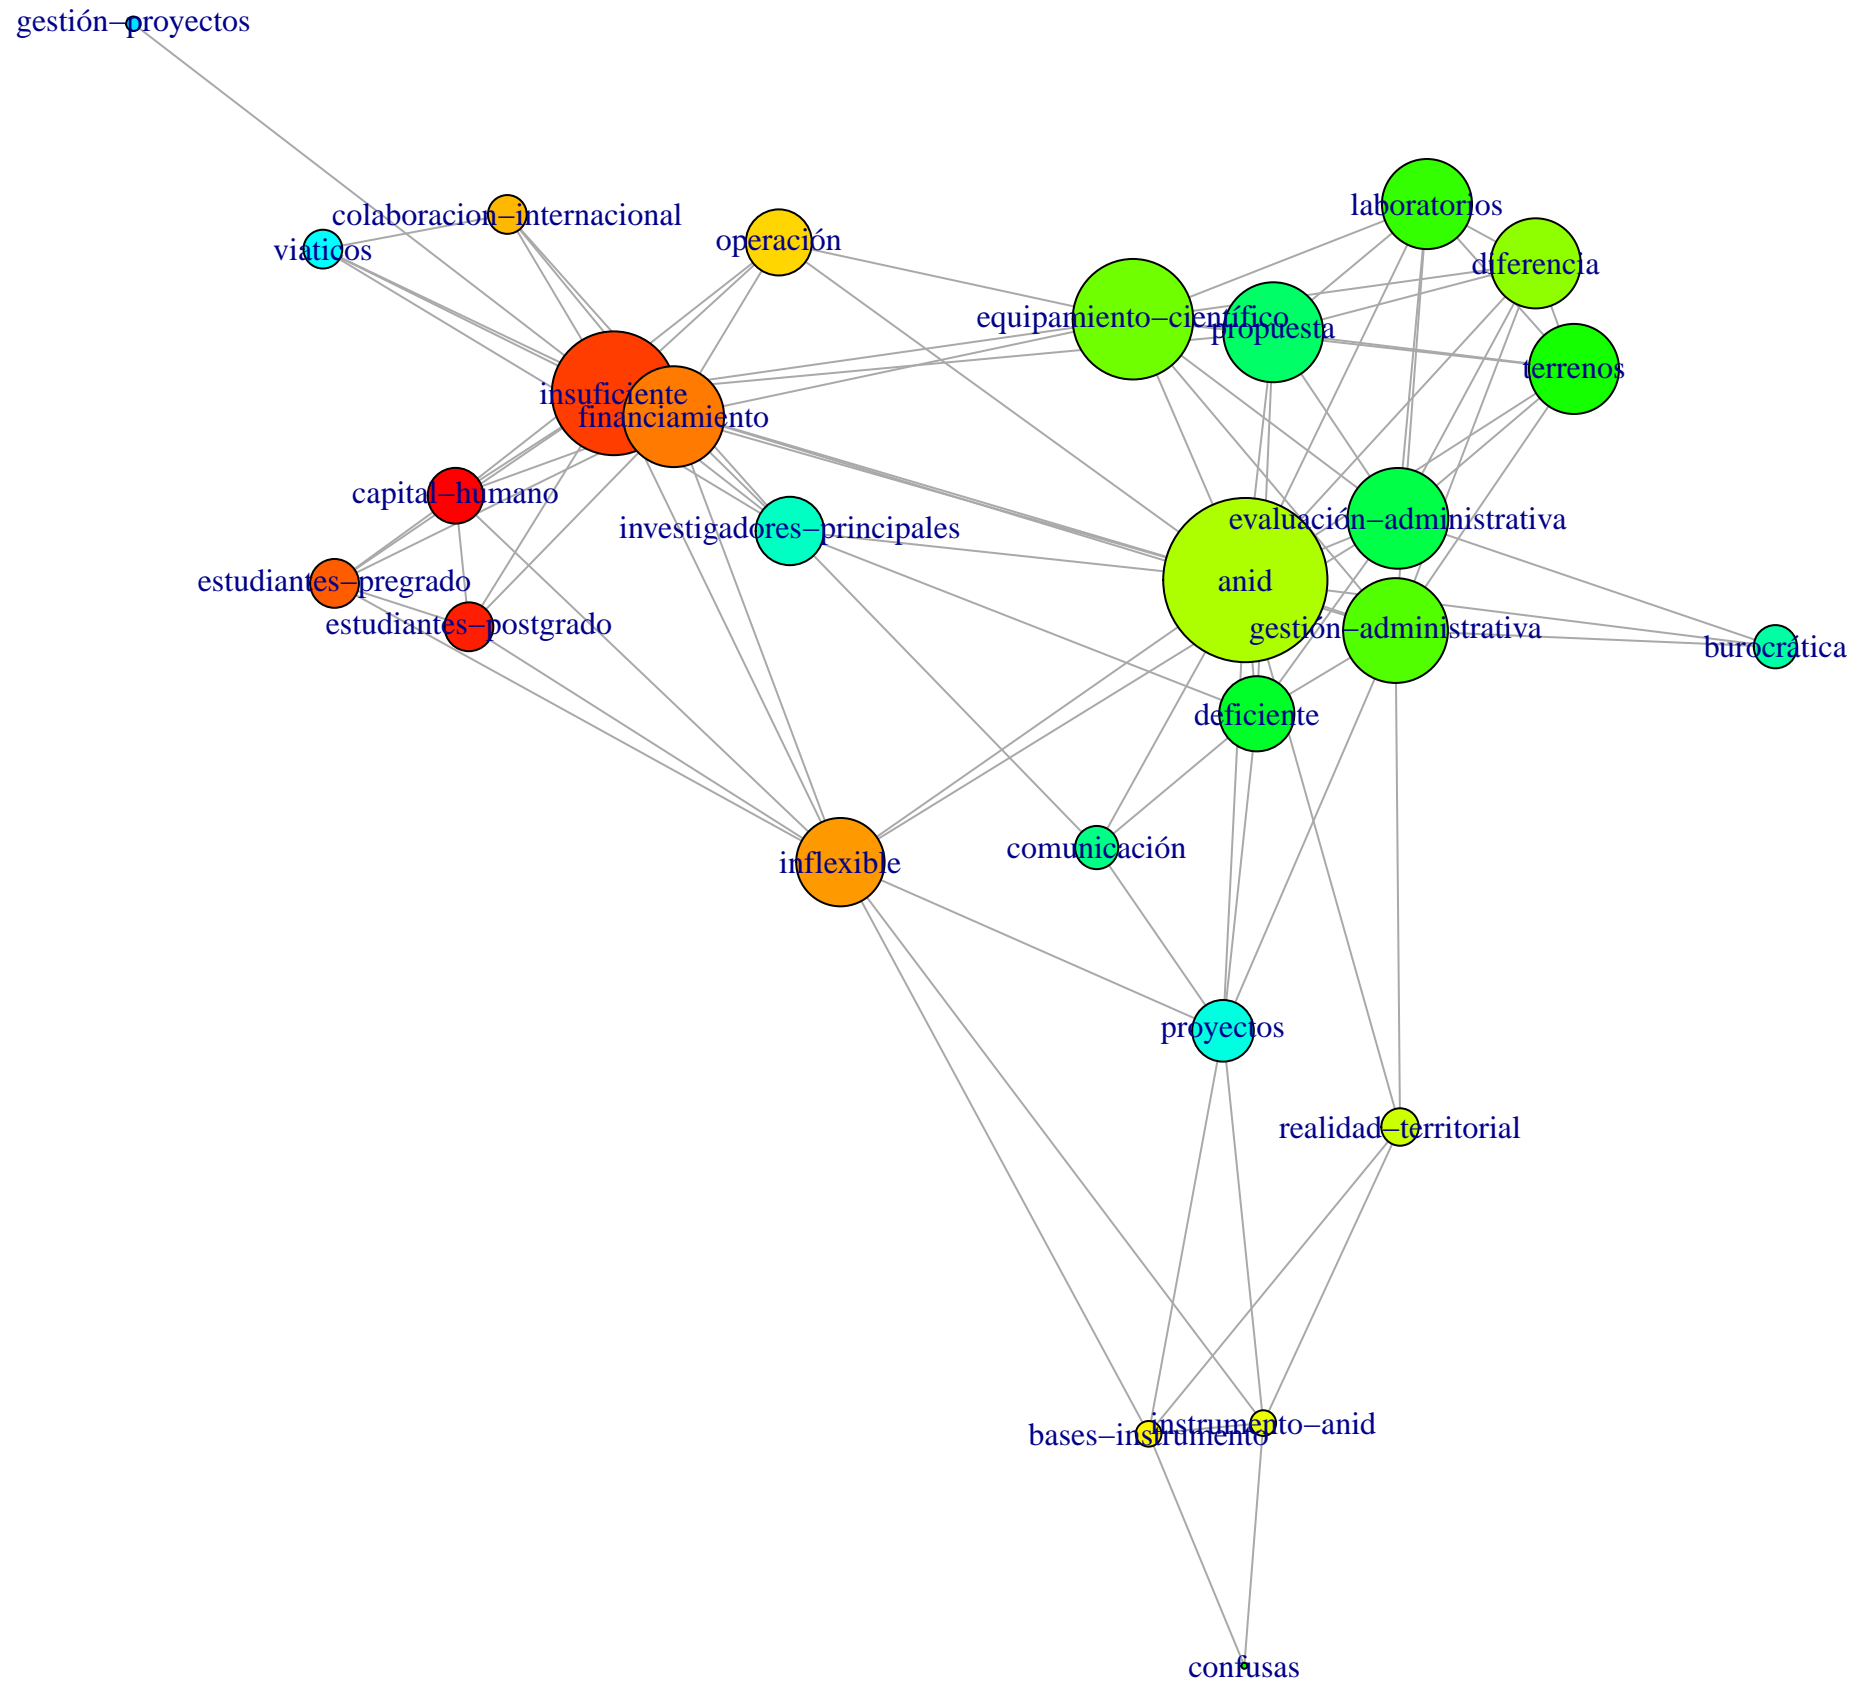 gestión–proyectos
colaboracion–internacional
viaticos
operación
laboratorios
diferencia
equipamiento–científico
propuesta
terrenos
insuficiente
financiamiento
capital–humano
investigadores–principales
evaluación–administrativa
estudiantes–pregrado
anid
estudiantes–postgrado
gestión–administrativa
burocrática
deficiente
comunicación
inflexible
proyectos
realidad–territorial
instrumento–anid
bases–instrumento
confusas